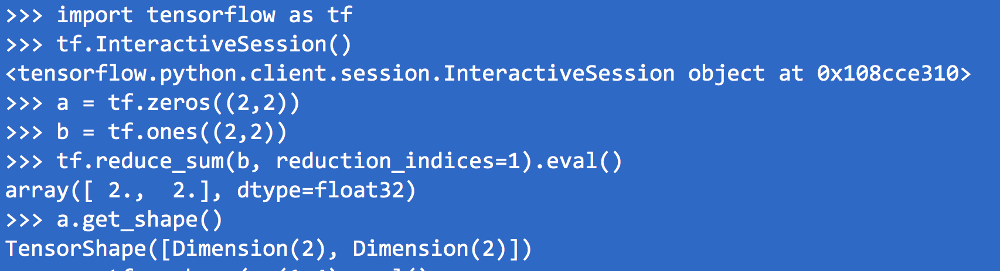 >>> import tensorflow as tf
>>> tf.InteractiveSession()
<tensorflow.python.client.session.InteractiveSession object at 0x108cce310>
>>> a = tf.zeros((2,2))
>>> b = tf.ones((2,2))
>>> tf.reduce_sum(b, reduction_indices=1).eval()
array([ 2.,  2.], dtype=float32)
>>> a.get_shape()
TensorShape([Dimension(2), Dimension(2)])